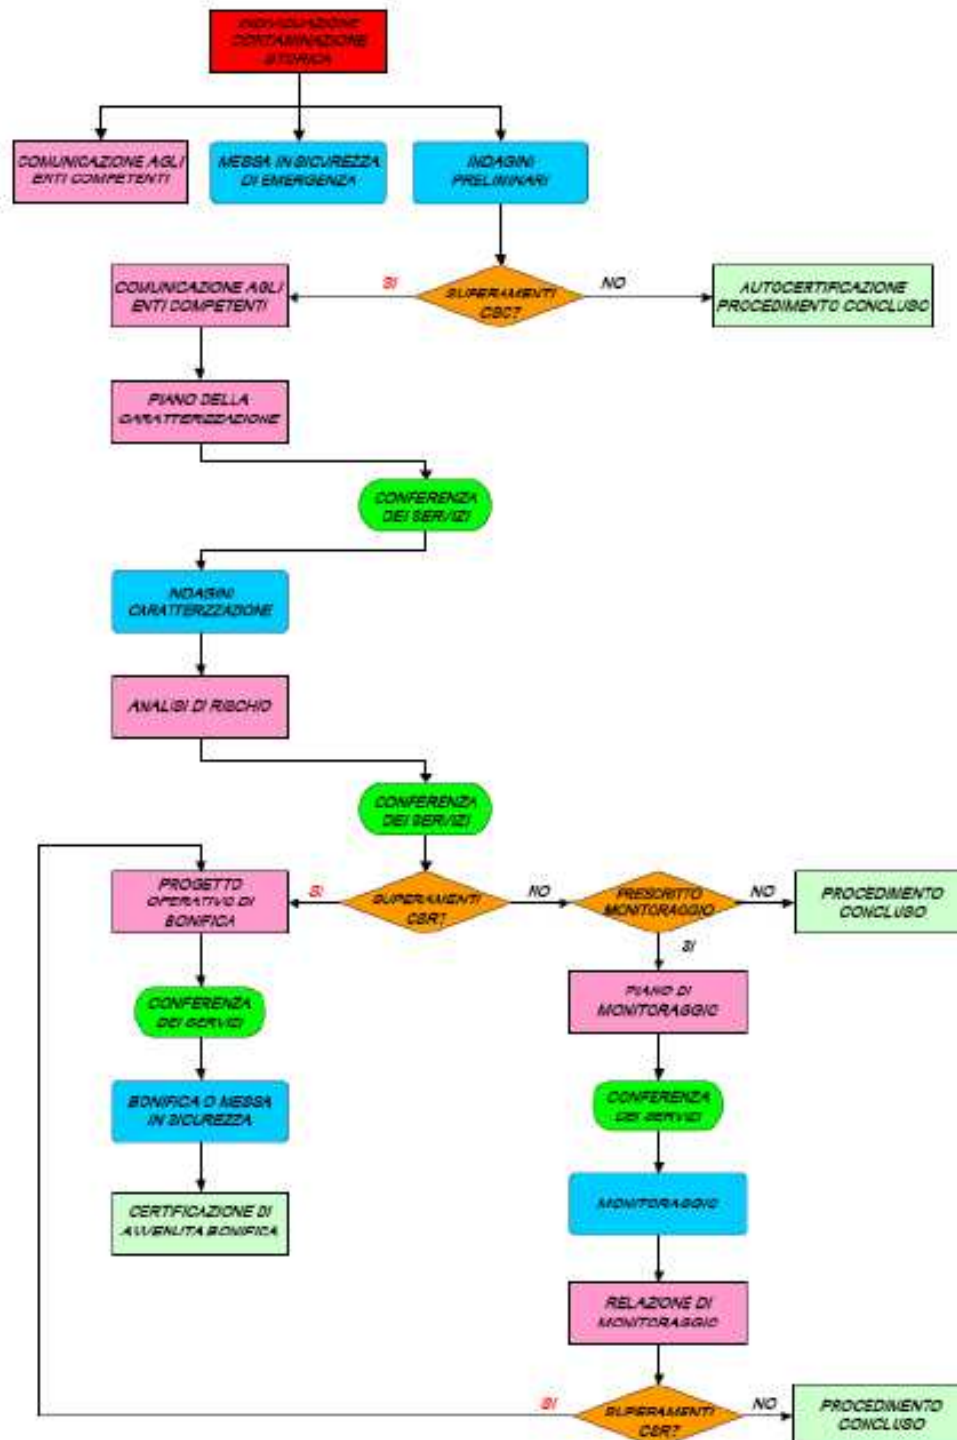 INDIVIDUAZIONE
CONTAMINAZIONE
STORICA
COMUNICAZIONE AGLI
ENTI COMPETENTI
MESSA IN SICUREZZA
DI EMERGENZA
INDAGINI
PRELIMINARI
COMUNICAZIONE AGLI
ENTI COMPETENTI
SI
SUPERAMENTI
CSC?
NO
AUTOCERTIFICAZIONE
PROCEDIMENTO CONCLUSO
PIANO DELLA
CARATTERIZZAZIONE
CONFERENZA
DEI SERVIZI
INDAGINI
CARATTERIZZAZIONE
ANALISI DI RISCHIO
CONFERENZA
DEI SERVIZI
PROGETTO
OPERATIVO DI
BONIFICA
SI
SUPERAMENTI
CSR?
NO
PRESCRITTO
MONITORAGGIO
NO
PROCEDIMENTO
CONCLUSO
SI
PIANO DI
MONITORAGGIO
CONFERENZA
DEI SERVIZI
BONIFICA O MESSA
IN SICUREZZA
CONFERENZA
DEI SERVIZI
CERTIFICAZIONE DI
AVVENUTA BONIFICA
MONITORAGGIO
RELAZIONE DI
MONITORAGGIO
SI
SUPERAMENTI
CSR?
NO
PROCEDIMENTO
CONCLUSO